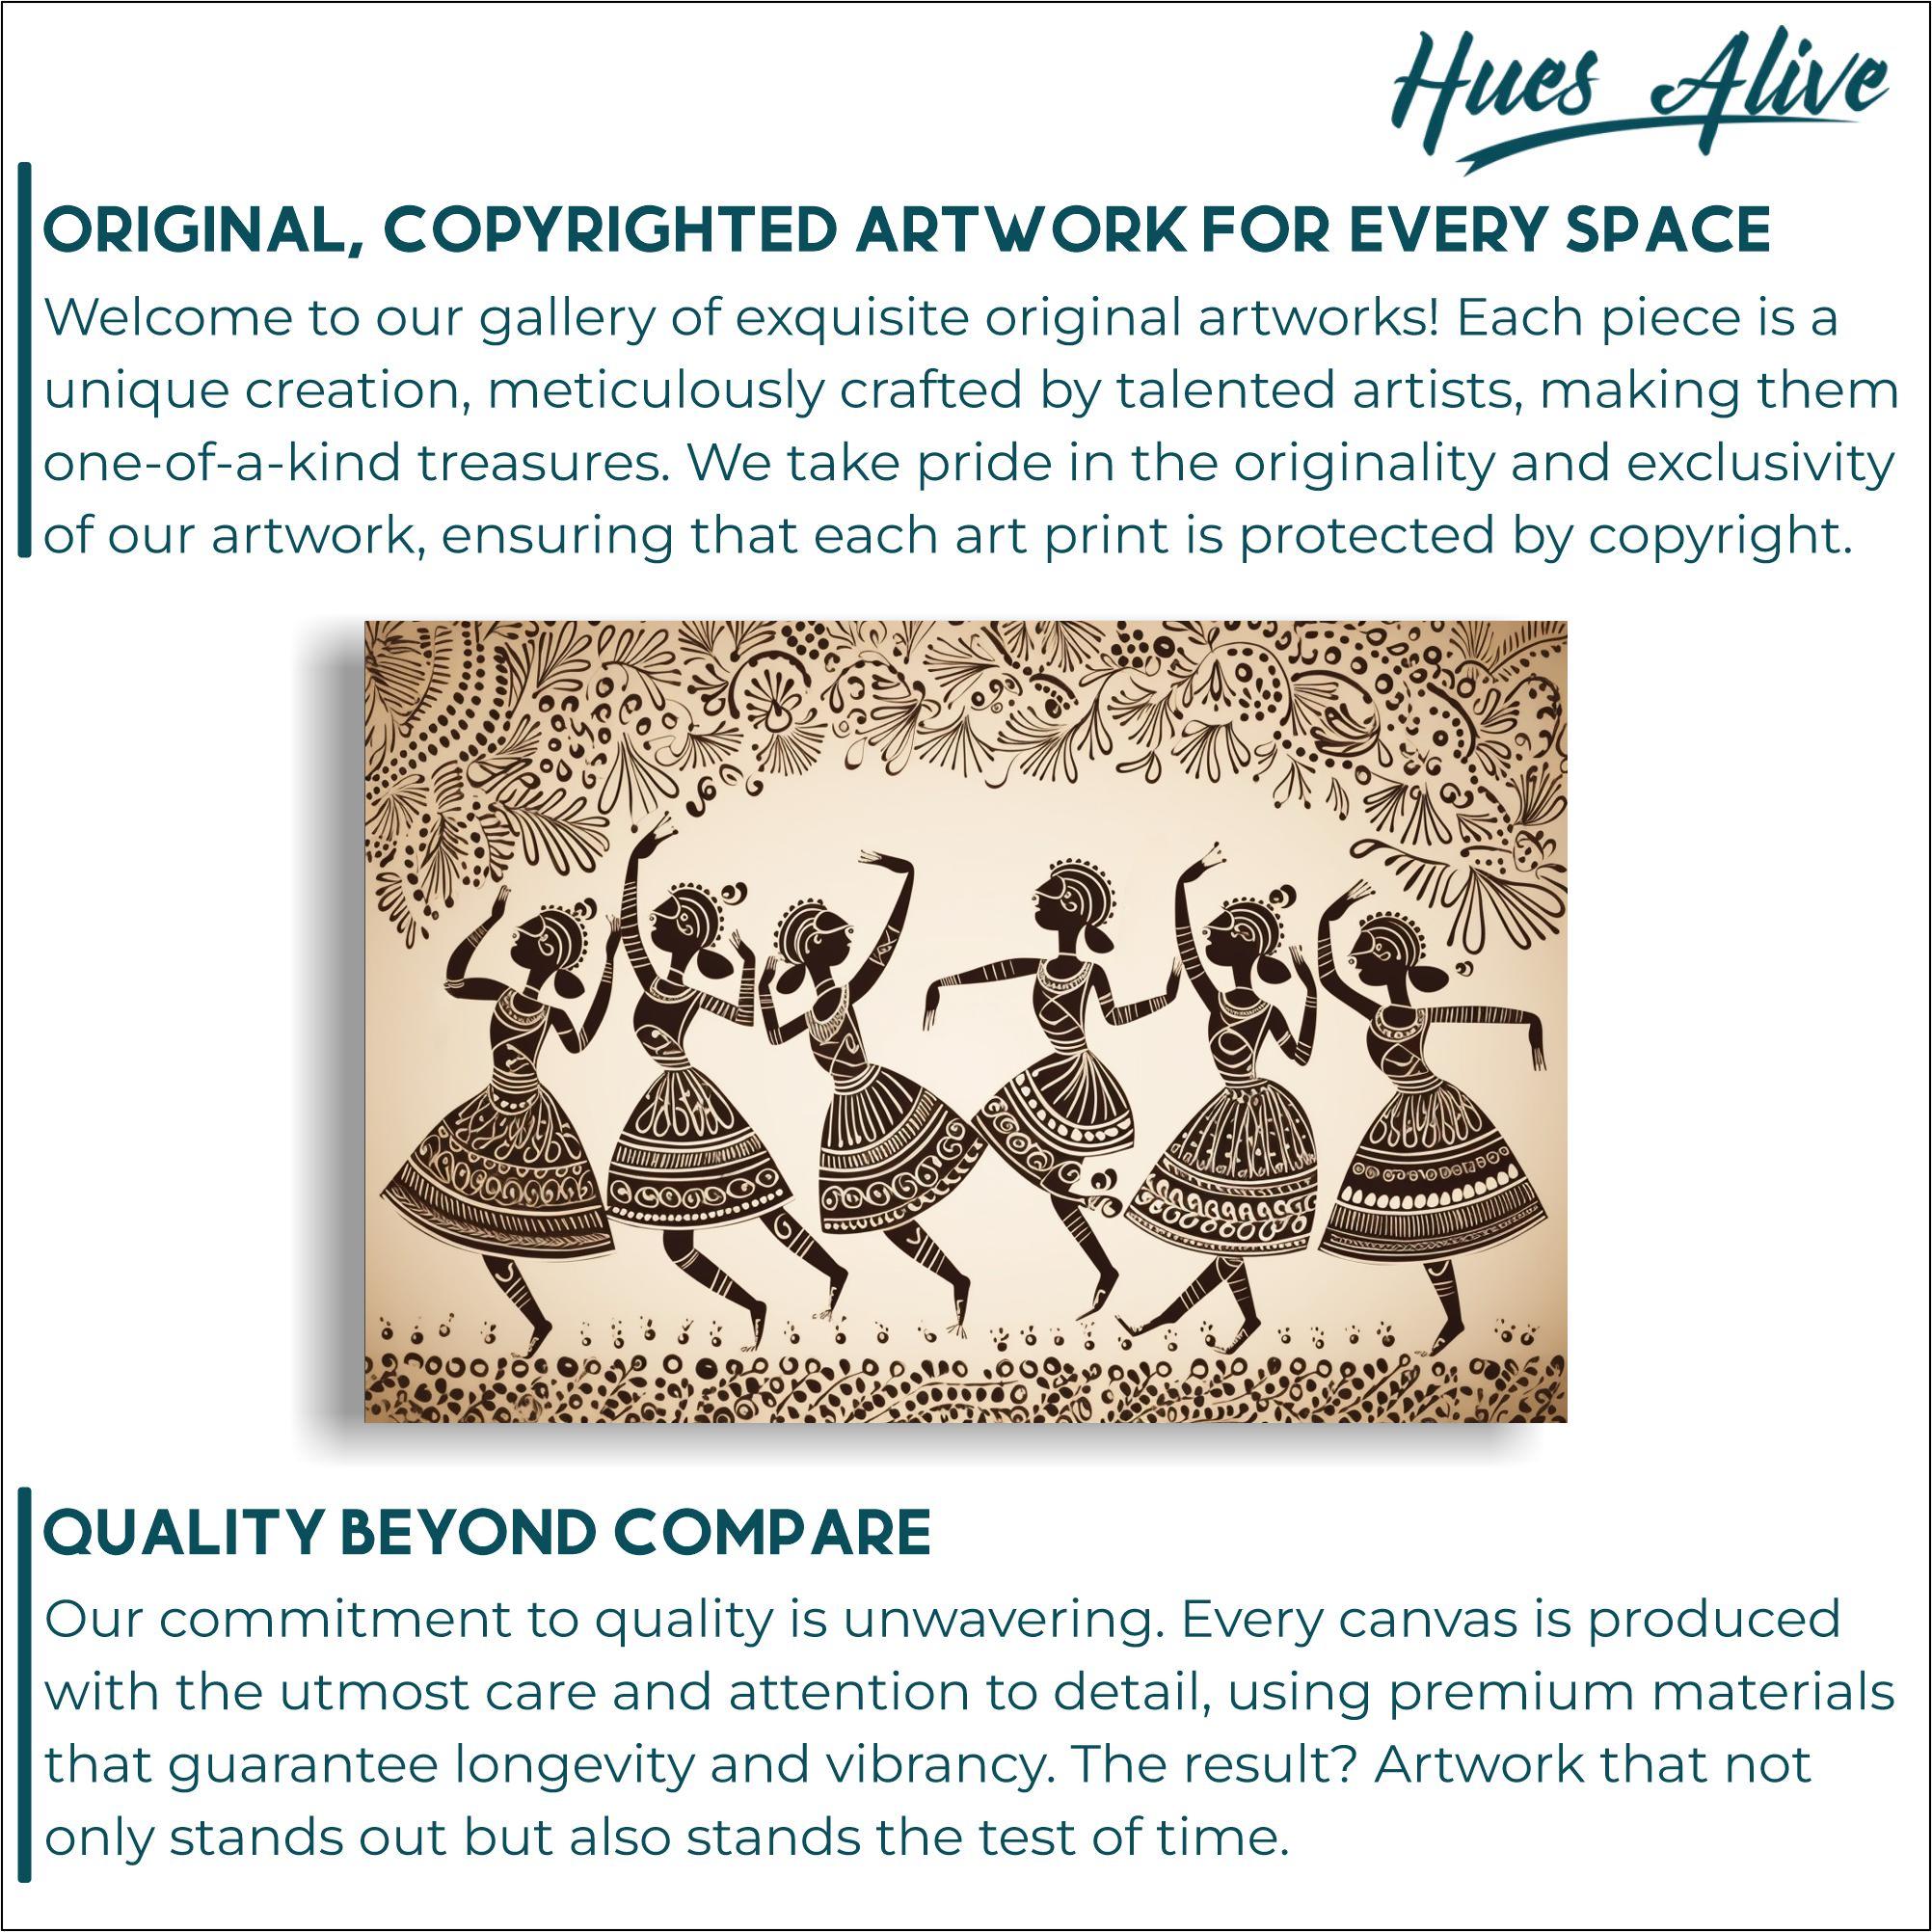 Hues Alive
ORIGINAL, COPYRIGHTED ARTWORK FOR EVERY SPACE
Welcome to our gallery of exquisite original artworks! Each piece is a
unique creation, meticulously crafted by talented artists, making them
one-of-a-kind treasures. We take pride in the originality and exclusivity
of our artwork, ensuring that each art print is protected by copyright.
QUALITY BEYOND COMPARE
Our commitment to quality is unwavering. Every canvas is produced
with the utmost care and attention to detail, using premium materials
that guarantee longevity and vibrancy. The result? Artwork that not
only stands out but also stands the test of time.